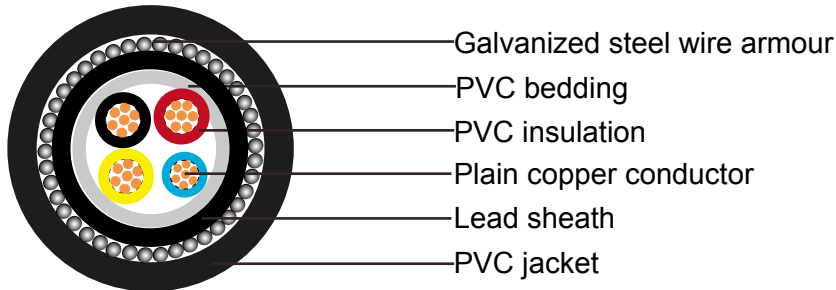 Galvanized steel wire armour
PVC bedding
PVC insulation
Plain copper conductor
Lead sheath
PVC jacket